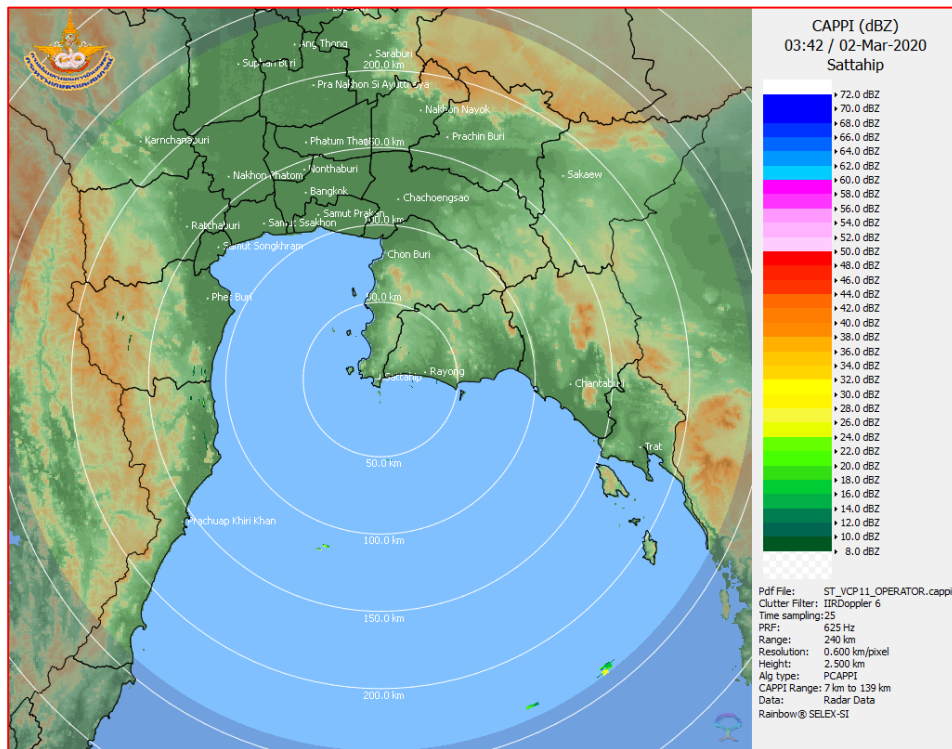 CAPPI (dBZ)
03:42 / 02-Mar-2020
Sattahip
72.0 dBZ
70.0 dBZ
68.0 dBZ
66.0 dBZ
64.0 dBZ
62.0 dBZ
60.0 dBZ
58.0 dBZ
56.0 dBZ
54.0 dBZ
52.0 dBZ
50.0 dBZ
48.0 dBZ
46.0 dBZ
44.0 dBZ
42.0 dBZ
40.0 dBZ
38.0 dBZ
36.0 dBZ
34.0 dBZ
32.0 dBZ
30.0 dBZ
28.0 dBZ
26.0 dBZ
24.0 dBZ
22.0 dBZ
20.0 dBZ
18.0 dBZ
16.0 dBZ
14.0 dBZ
12.0 dBZ
10.0 dBZ
8.0 dBZ
Pdf File: ST_VCP11_OPERATOR.cappi
Clutter Filter: IIRDoppler 6
Time sampling:25
PRF: 625 Hz
Range: 240 km
Resolution: 0.600 km/pixel
Height: 2.500 km
Alg type: PCAPPI
CAPPI Range: 7 km to 139 km
Data: Radar Data
Rainbow® SELEX-SI
Ang Thong
Saraburi
Suphan Buri
200.0 km
Pra Nakhon Si Ayutthaya
Nakhon Nayok
Karnchanaburi
Phatum Thani
Prachin Buri
Nonthaburi
Nakhon Phatom
Sakaew
Bangkok
Chachoengsao
Samut Prakan
Ratchaburi
Samut Ssakhon
100.0 km
Samut Songkhram
Chon Buri
Phet Buri
50.0 km
Rayong
Sattahip
Chantaburi
Trat
50.0 km
Prachuap Khiri Khan
100.0 km
150.0 km
200.0 km